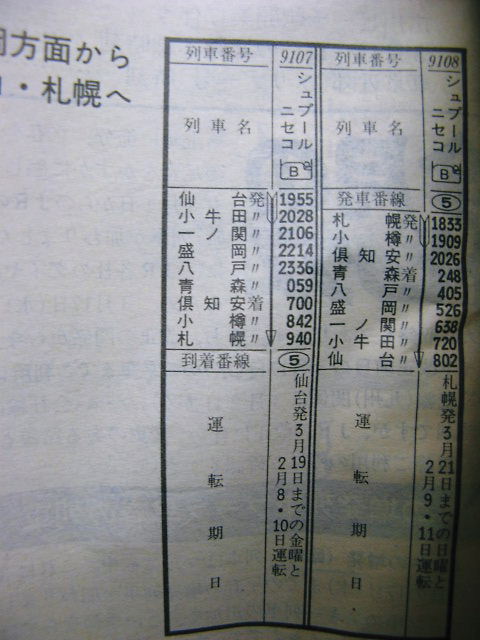 方面から
・札幌へ
列車番号 9107
列車名 シュプール ニセコ
B
仙台発 1955
小牛田〃 2028
一ノ関〃 2106
盛岡〃 2214
八戸〃 2336
青森〃 059
倶知安着 700
小樽〃 842
札幌〃 940
到着番線 5
運転期日 仙台発3月19日までの金曜と
2月8・10日運転
列車番号 9108
列車名 シュプール ニセコ
B
発車番線 5
札幌発 1833
小樽〃 1909
倶知安〃 2026
青森着 248
八戸〃 405
盛岡〃 526
一ノ関〃 638
小牛田〃 720
仙台〃 802
運転期日 札幌発3月21日までの日曜と
2月9・11日運転